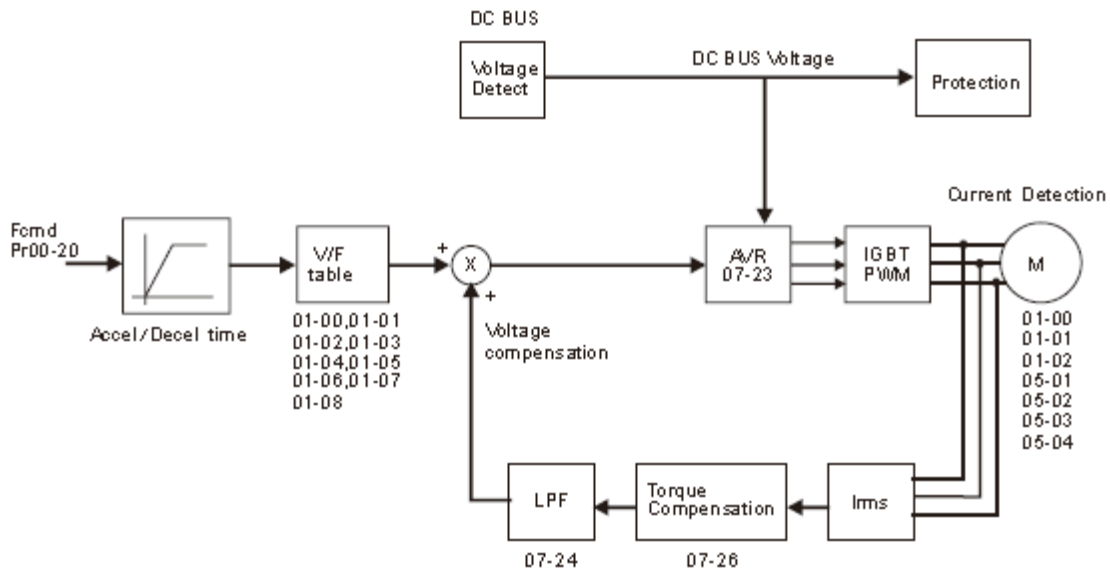 DC BUS
Voltage
Detect
DC BUS Voltage
Protection
Current Detection
Fcmd
Pr00-20
Accel/Decel time
V/F
table
01-00,01-01
01-02,01-03
01-04,01-05
01-06,01-07
01-08
+
X
+
Voltage
compensation
AVR
07-23
IGBT
PWM
M
01-00
01-01
01-02
05-01
05-02
05-03
05-04
LPF
07-24
Torque
Compensation
07-26
Irms